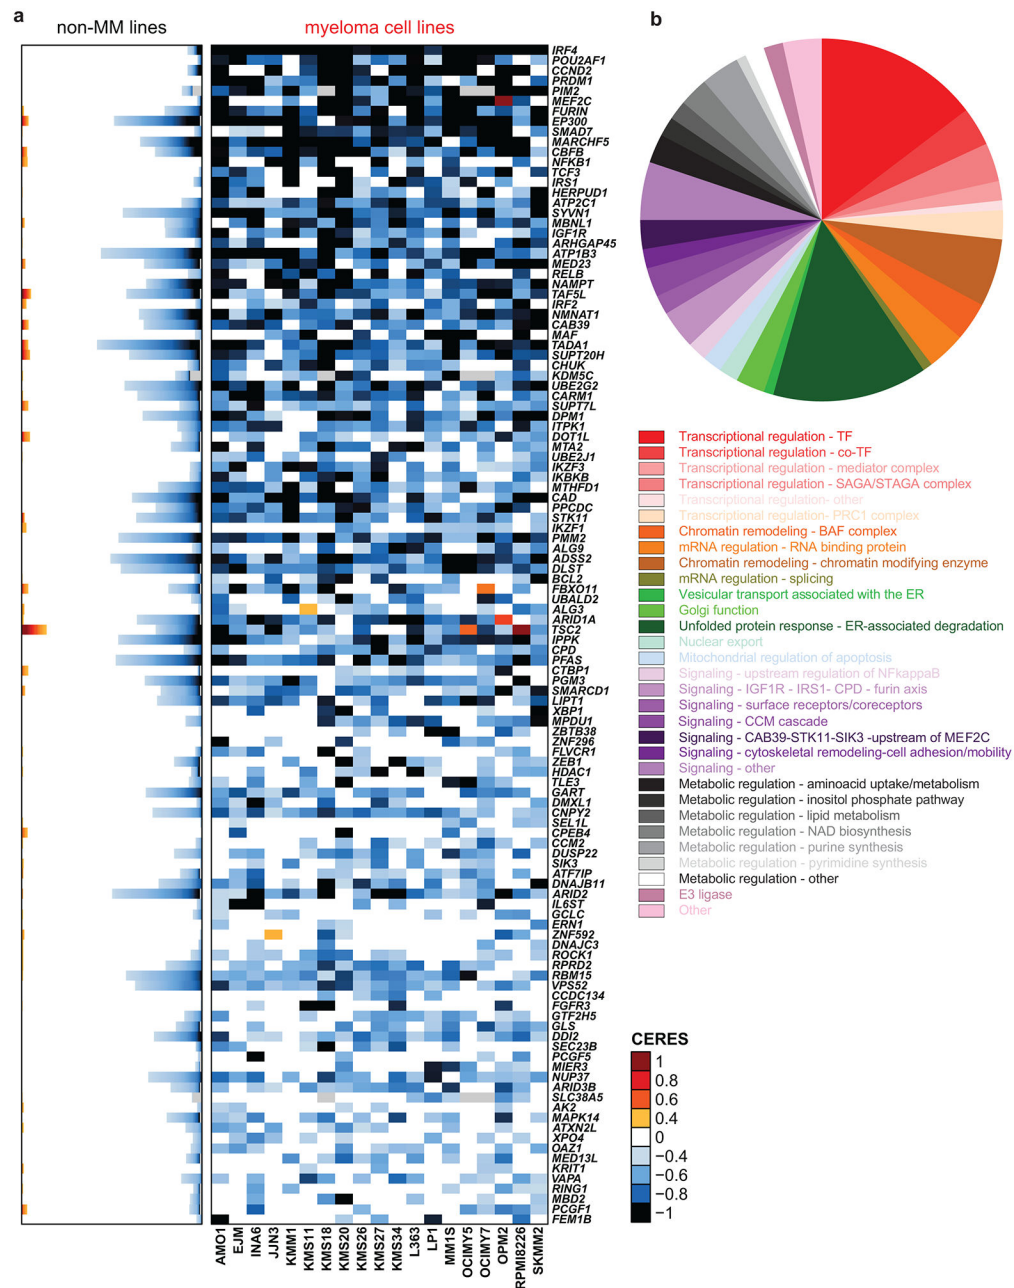 a
b
non-MM lines
myeloma cell lines
IRF4
POU2AF1
CCND2
PRDM1
PIM2
MEF2C
FURIN
EP300
SMAD7
MARCHF5
CBFB
NFKB1
TCF3
IRS1
HERPUD1
ATP2C1
SYVN1
MBNL1
IGF1R
ARHGAP45
ATP1B3
MED23
RELB
NAMPT
TAF5L
IRF2
NMNAT1
CAB39
MAF
TADA1
SUPT20H
CHUK
KDM5C
UBE2G2
CARM1
SUPT7L
DPM1
ITPK1
DOT1L
MTA2
UBE2J1
IKZF3
IKBKB
MTHFD1
CAD
PPCDC
STK11
IKZF1
PMM2
ALG9
ADSS2
DLST
BCL2
FBXO11
UBALD2
ALG3
ARID1A
TSC2
IPPK
CPD
PFAS
CTBP1
PGM3
SMARCD1
LIPT1
XBP1
MPDU1
ZBTB38
ZNF296
FLVCR1
ZEB1
HDAC1
TLE3
GART
DMXL1
CNPY2
SEL1L
CPEB4
CCM2
DUSP22
SIK3
ATF7IP
DNAJB11
ARID2
IL6ST
GCLC
ERN1
ZNF592
DNAJC3
ROCK1
RPRD2
RBM15
VPS52
CCDC134
FGFR3
GTF2H5
GLS
DDI2
SEC23B
PCGF5
MIER3
NUP37
ARID3B
SLC38A5
AK2
MAPK14
ATXN2L
XPO4
OAZ1
MED13L
KRIT1
VAPA
RING1
MBD2
PCGF1
FEM1B
AMO1
EJM
INA6
JJN3
KMM1
KMS11
KMS18
KMS20
KMS26
KMS27
KMS34
L363
LP1
MM1S
OCIMY5
OCIMY7
OPM2
RPMI8226
SKMM2
Transcriptional regulation - TF
Transcriptional regulation - co-TF
Transcriptional regulation - mediator complex
Transcriptional regulation - SAGA/STAGA complex
Transcriptional regulation- other
Transcriptional regulation- PRC1 complex
Chromatin remodeling - BAF complex
mRNA regulation - RNA binding protein
Chromatin remodeling - chromatin modifying enzyme
mRNA regulation - splicing
Vesicular transport associated with the ER
Golgi function
Unfolded protein response - ER-associated degradation
Nuclear export
Mitochondrial regulation of apoptosis
Signaling - upstream regulation of NFkappaB
Signaling - IGF1R - IRS1- CPD - furin axis
Signaling - surface receptors/coreceptors
Signaling - CCM cascade
Signaling - CAB39-STK11-SIK3 -upstream of MEF2C
Signaling - cytoskeletal remodeling-cell adhesion/mobility
Signaling - other
Metabolic regulation - aminoacid uptake/metabolism
Metabolic regulation - inositol phosphate pathway
Metabolic regulation - lipid metabolism
Metabolic regulation - NAD biosynthesis
Metabolic regulation - purine synthesis
Metabolic regulation - pyrimidine synthesis
Metabolic regulation - other
E3 ligase
Other
CERES
1
0.8
0.6
0.4
0
−0.4
−0.6
−0.8
−1